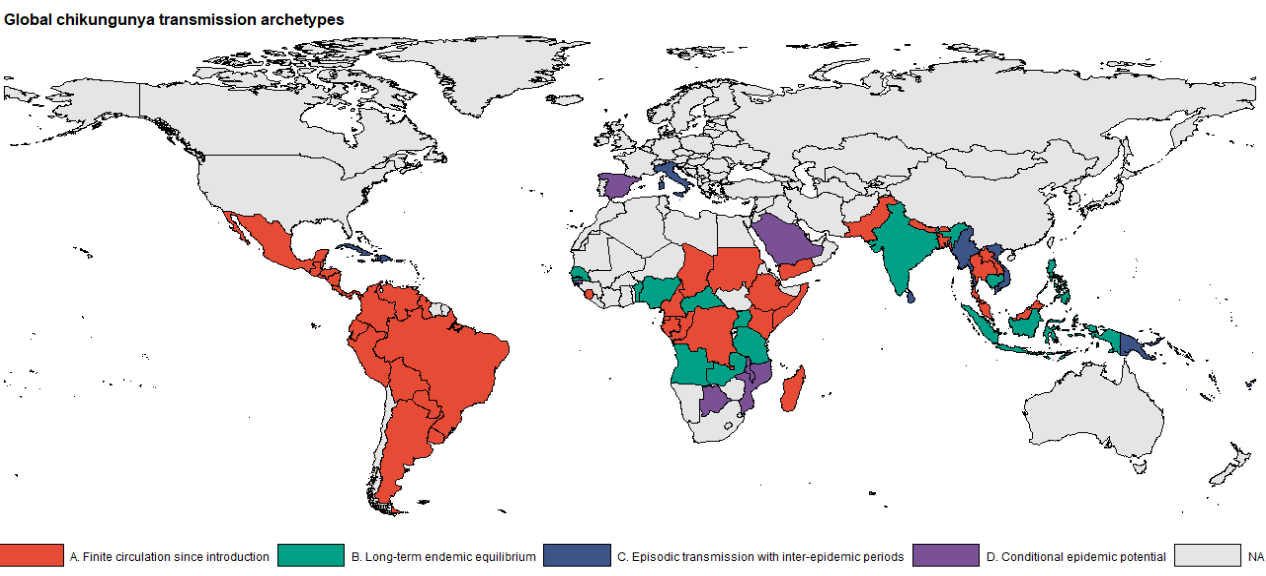 Global chikungunya transmission archetypes
A. Finite circulation since introduction B. Long-term endemic equilibrium C. Episodic transmission with inter-epidemic periods D. Conditional epidemic potential NA